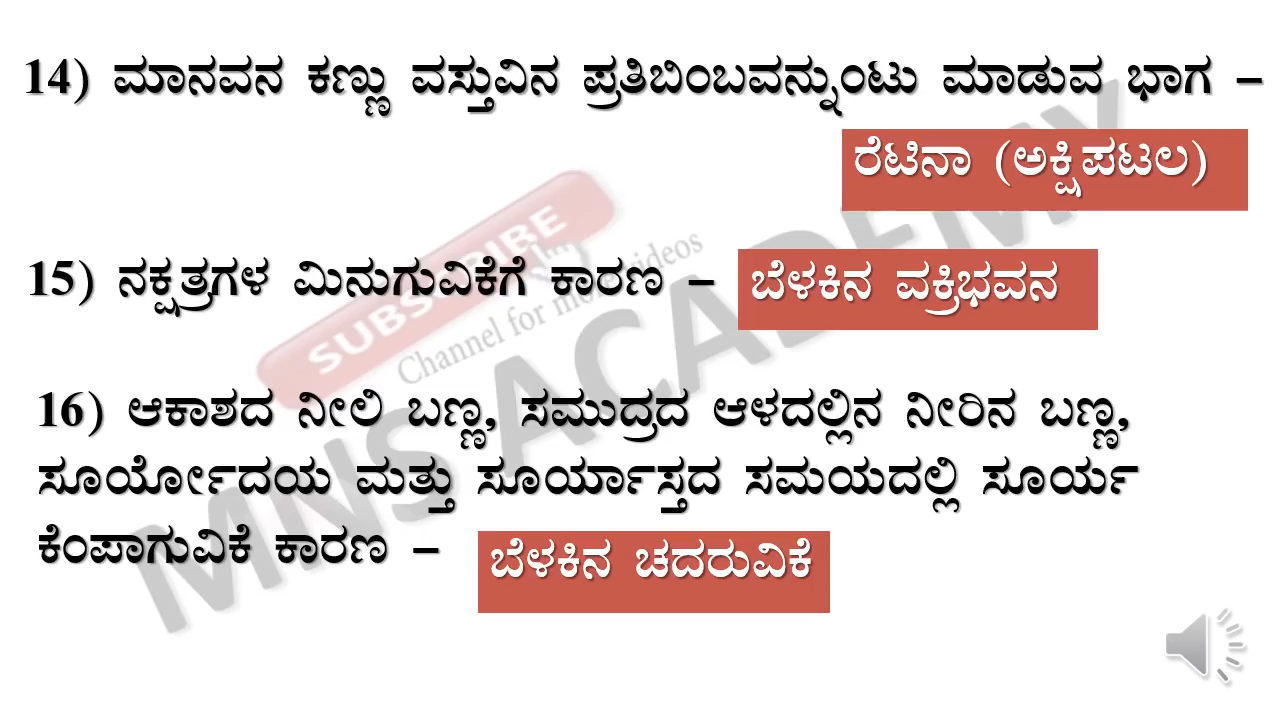 14) ಮಾನವನ ಕಣ್ಣು ವಸ್ತುವಿನ ಪ್ರತಿಬಿಂಬವನ್ನುಂಟು ಮಾಡುವ ಭಾಗ –
ರೆಟಿನಾ (ಅಕ್ಷಿಪಟಲ)
15) ನಕ್ಷತ್ರಗಳ ಮಿನುಗುವಿಕೆಗೆ ಕಾರಣ – ಬೆಳಕಿನ ವಕ್ರಿಭವನ
16) ಆಕಾಶದ ನೀಲಿ ಬಣ್ಣ, ಸಮುದ್ರದ ಆಳದಲ್ಲಿನ ನೀರಿನ ಬಣ್ಣ,
ಸೂರ್ಯೋದಯ ಮತ್ತು ಸೂರ್ಯಾಸ್ತದ ಸಮಯದಲ್ಲಿ ಸೂರ್ಯ
ಕೆಂಪಾಗುವಿಕೆ ಕಾರಣ – ಬೆಳಕಿನ ಚದರುವಿಕೆ
SUBSCRIBE
Channel for more videos
MNS ACADEMY